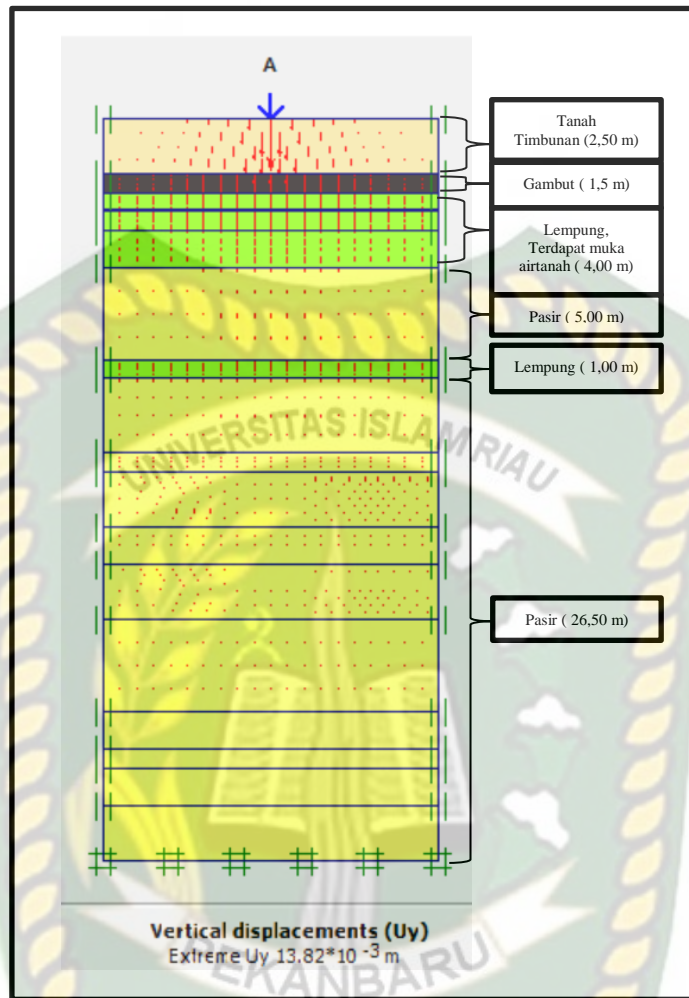 A
Tanah
Timbunan (2,50 m)
Gambut ( 1,5 m)
Lempung,
Terdapat muka
airtanah ( 4,00 m)
Pasir ( 5,00 m)
Lempung ( 1,00 m)
UNIVERSITAS ISLAM RIAU
Pasir ( 26,50 m)
Vertical displacements (Uy)
Extreme Uy 13.82*10 -3 m
PEKANBARU